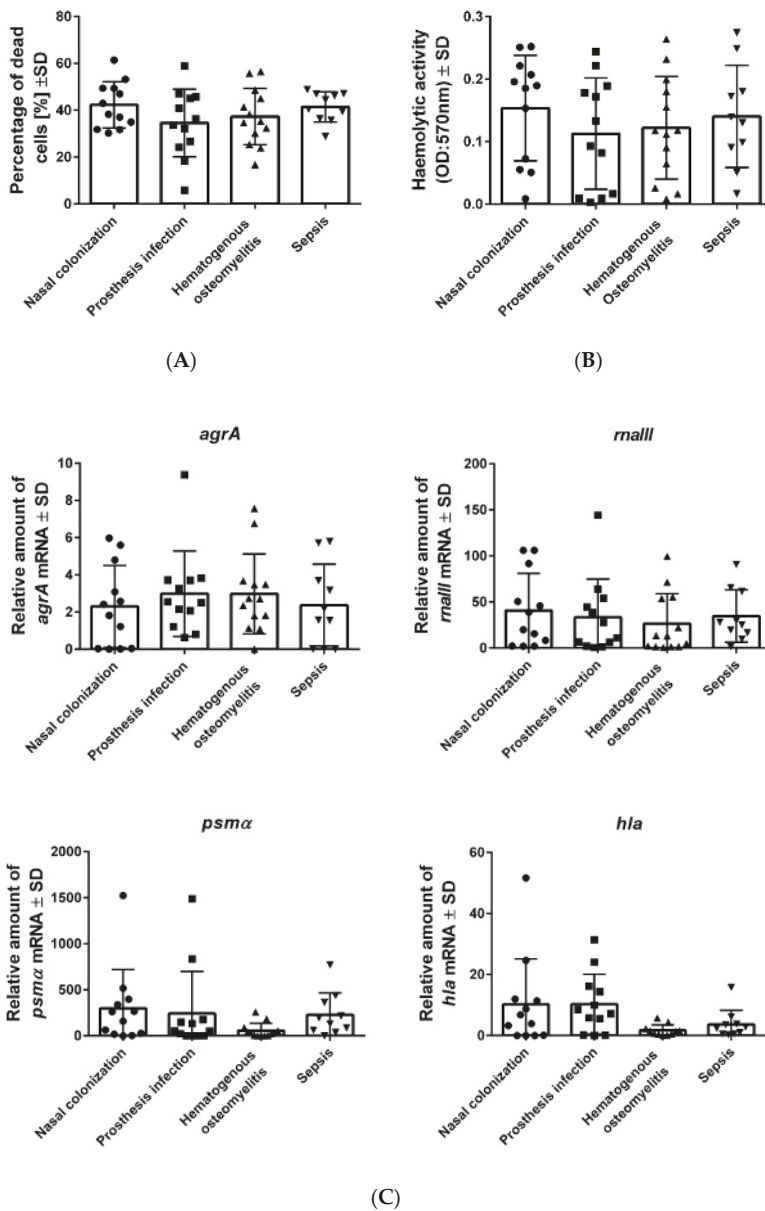 Percentage of dead
cells [%] ±SD
80
60
40
20
0
Nasal colonization
Prosthesis infection
Hematogenous
osteomyelitis
Sepsis
(A)
Haemolytic activity
(OD:570nm) ± SD
0.3
0.2
0.1
0.0
Nasal colonization
Prosthesis infection
Hematogenous
Osteomyelitis
Sepsis
(B)
agrA
Relative amount of
agrA mRNA ± SD
10
8
6
4
2
0
Nasal colonization
Prosthesis infection
Hematogenous
osteomyelitis
Sepsis
rnaIII
Relative amount of
rnaIII mRNA ± SD
200
150
100
50
0
Nasal colonization
Prosthesis infection
Hematogenous
osteomyelitis
Sepsis
psmα
Relative amount of
psmα mRNA ± SD
2000
1500
1000
500
0
Nasal colonization
Prosthesis infection
Hematogenous
osteomyelitis
Sepsis
hla
Relative amount of
hla mRNA ± SD
60
40
20
0
Nasal colonization
Prosthesis infection
Hematogenous
osteomyelitis
Sepsis
(C)